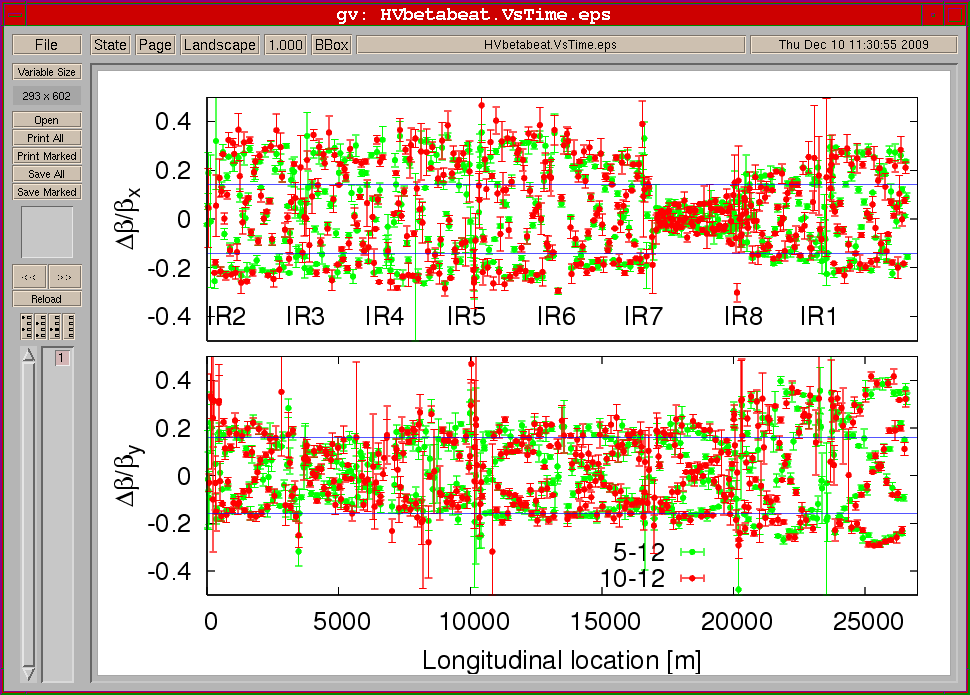 gv: HVbetabeat.VsTime.eps
File State Page Landscape 1.000 BBox HVbetabeat.VsTime.eps Thu Dec 10 11:30:55 2009
Variable Size
293 x 602
Open
Print All
Print Marked
Save All
Save Marked
<< >>
Reload
1
0.4
0.2
0
-0.2
-0.4
Δβ/βx
IR2 IR3 IR4 IR5 IR6 IR7 IR8 IR1
0.4
0.2
0
-0.2
-0.4
Δβ/βy
5-12
10-12
0 5000 10000 15000 20000 25000
Longitudinal location [m]